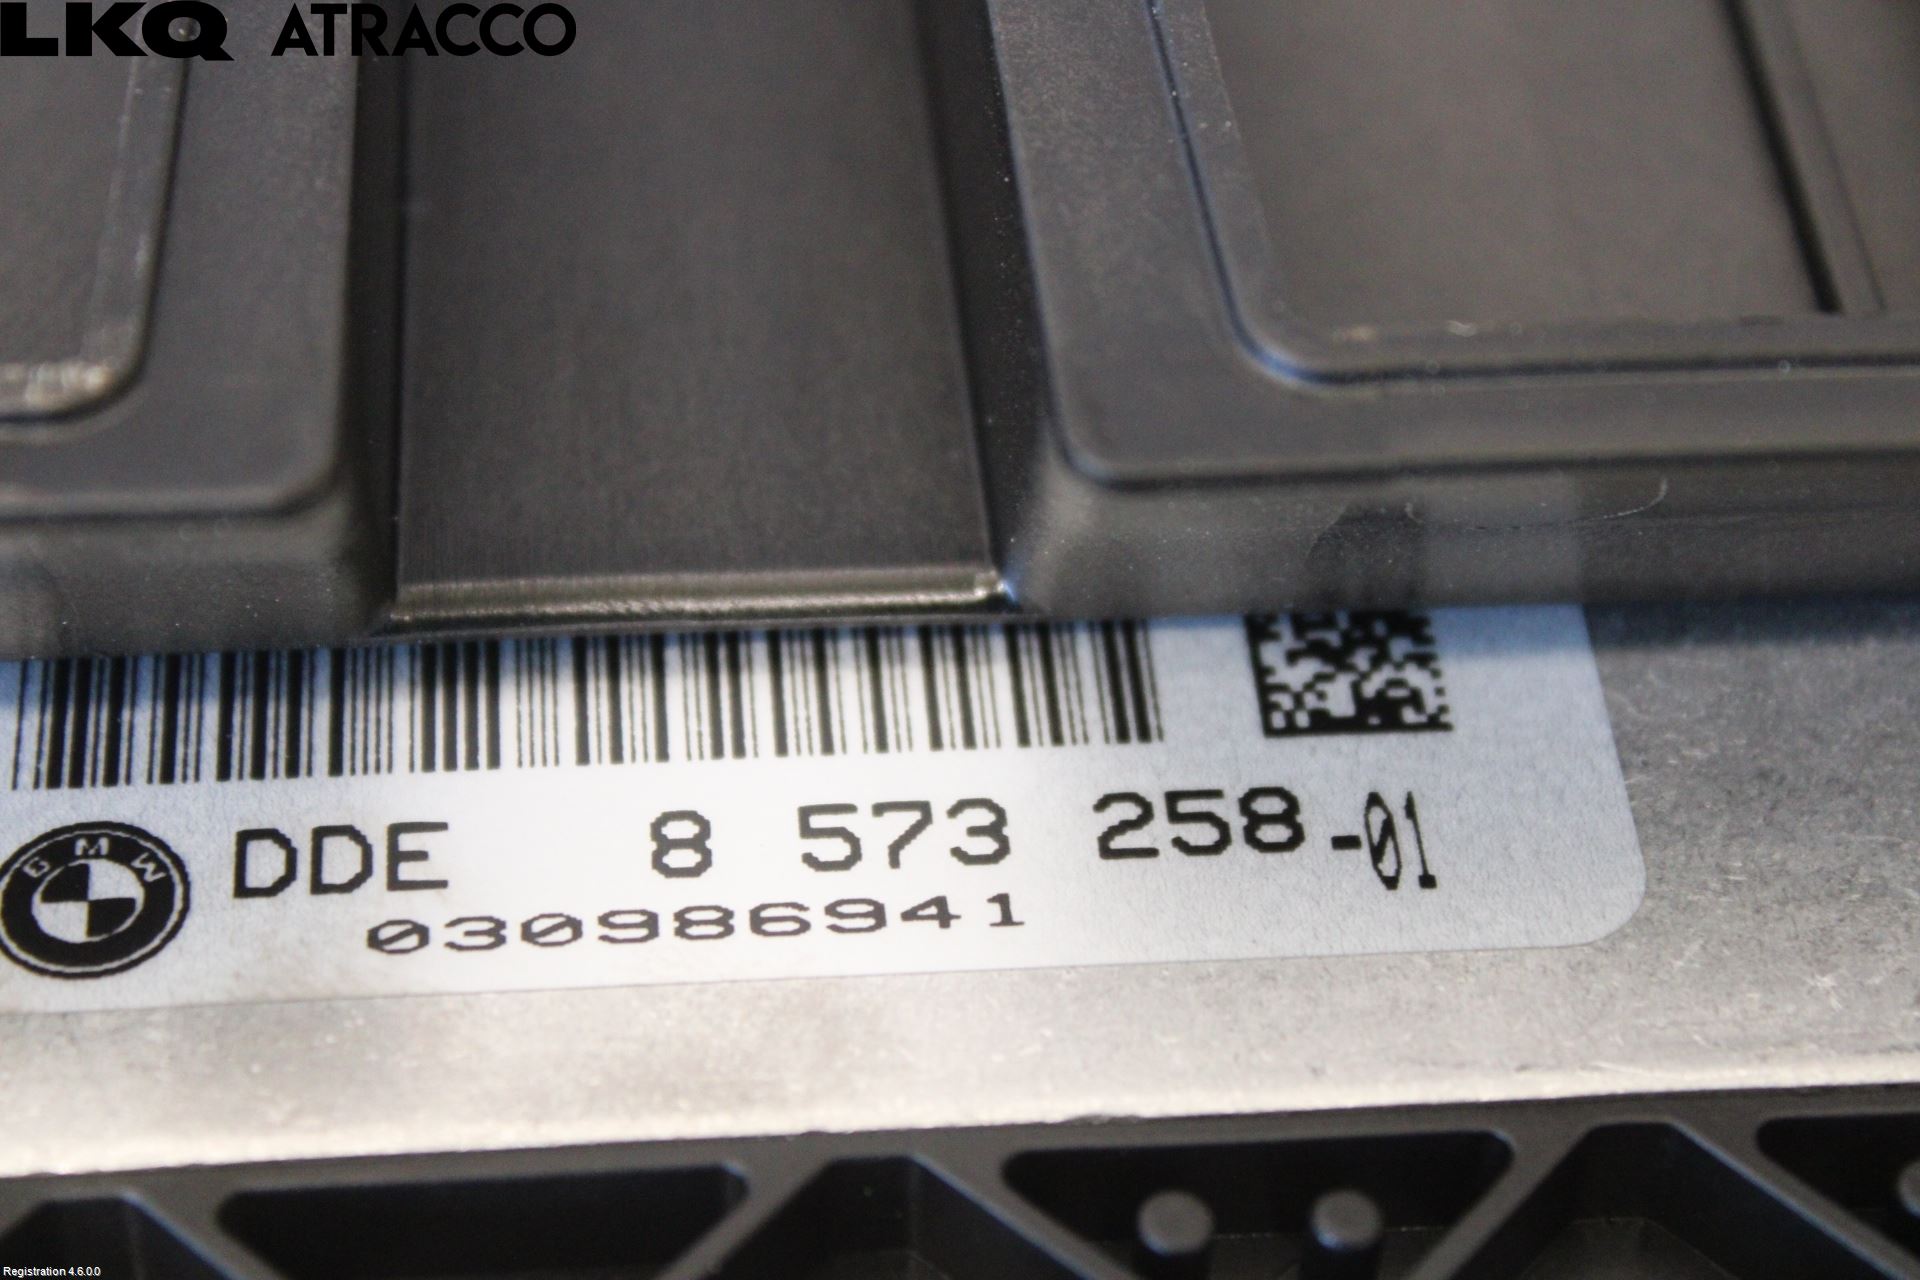 LKQ ATRACCO
DDE 8 573 258-01
BMW
030986941
Registration 4.6.0.0